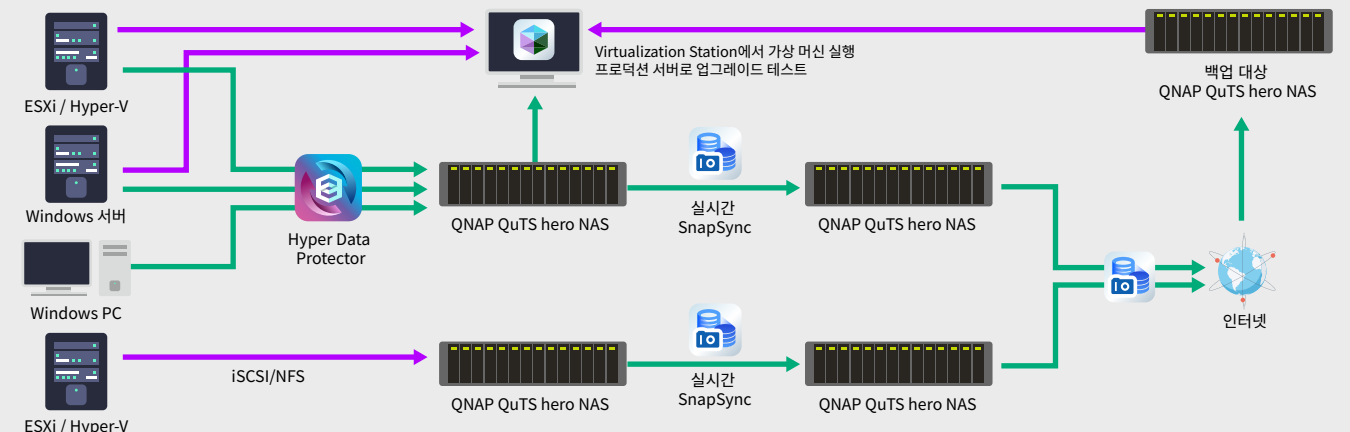 Virtualization Station에서 가상 머신 실행
프로덕션 서버로 업그레이드 테스트
백업 대상
QNAP QuTS hero NAS
ESXi / Hyper-V
Windows 서버
Hyper Data
Protector
QNAP QuTS hero NAS
실시간
SnapSync
QNAP QuTS hero NAS
Windows PC
인터넷
iSCSI/NFS
QNAP QuTS hero NAS
실시간
SnapSync
QNAP QuTS hero NAS
ESXi / Hyper-V